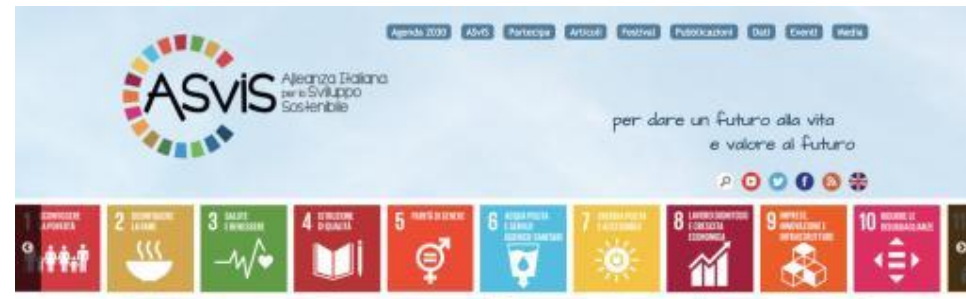 Agenda 2030 ASviS Partecipa Articoli Festival Pubblicazioni Dati Eventi Media
ASviS
Alleanza Italiana
per lo Sviluppo
Sostenibile
per dare un futuro alla vita
e valore al futuro
1 SCONFIGGERE
LA POVERTÀ
2 SCONFIGGERE
LA FAME
3 SALUTE
E BENESSERE
4 ISTRUZIONE
DI QUALITÀ
5 PARITÀ DI GENERE
6 ACQUA PULITA
E SERVIZI
IGIENICO-SANITARI
7 ENERGIA PULITA
E ACCESSIBILE
8 LAVORO DIGNITOSO
E CRESCITA
ECONOMICA
9 IMPRESE,
INNOVAZIONE E
INFRASTRUTTURE
10 RIDURRE LE
DISUGUAGLIANZE